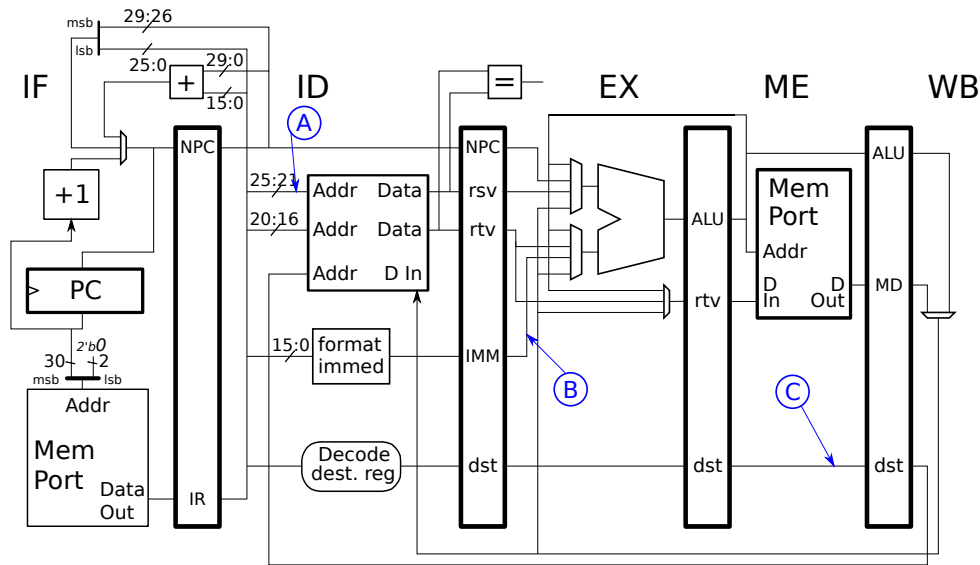 29:26
msb
lsb
25:0
29:0
+
15:0
=
IF
ID
EX
ME
WB
A
NPC
NPC
ALU
+1
25:21
Addr
Data
rsv
20:16
Addr
Data
rtv
ALU
Mem
Port
Addr
Addr
D In
PC
D
In
D
Out
rtv
MD
2'b0
30
2
msb
lsb
15:0
format
immed
IMM
B
C
Addr
Mem
Port
Data
Out
IR
Decode
dest. reg
dst
dst
dst